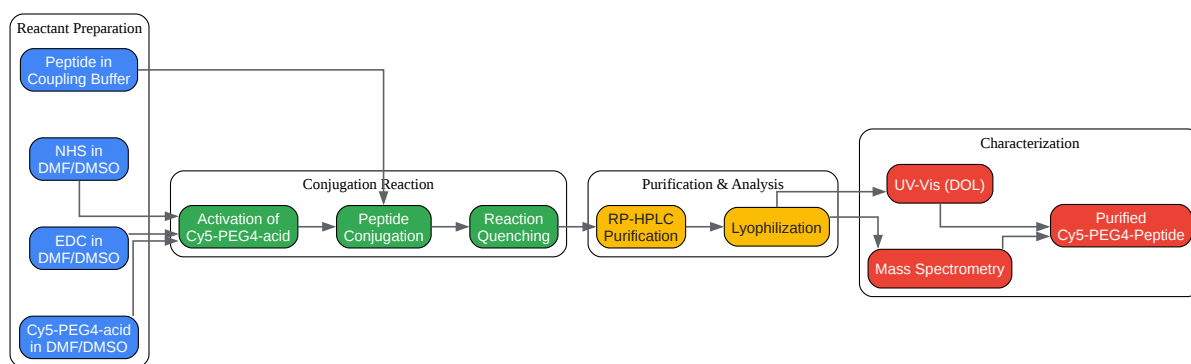 Reactant Preparation
Peptide in
Coupling Buffer
NHS in
DMF/DMSO
EDC in
DMF/DMSO
Cy5-PEG4-acid
in DMF/DMSO
Conjugation Reaction
Activation of
Cy5-PEG4-acid
Peptide
Conjugation
Reaction
Quenching
Purification & Analysis
RP-HPLC
Purification
Lyophilization
Characterization
UV-Vis (DOL)
Mass Spectrometry
Purified
Cy5-PEG4-Peptide